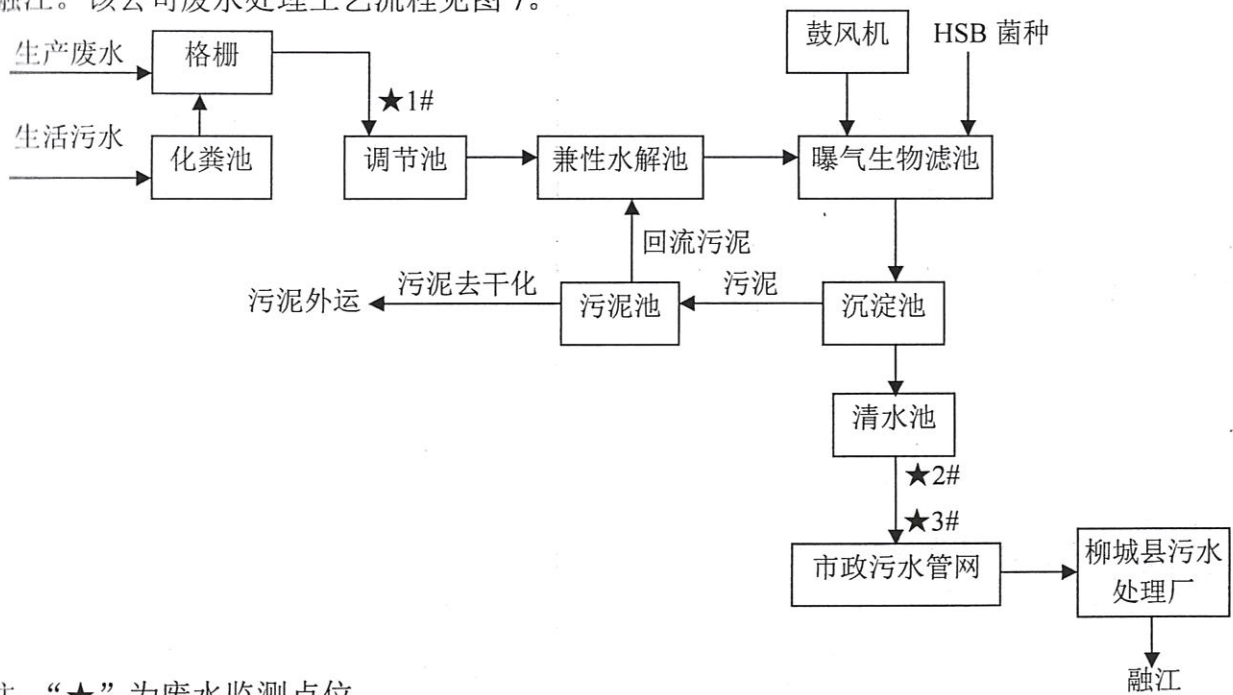 融江。该公司废水处理工艺流程见图 7。
生产废水
格栅
鼓风机
HSB 菌种
★1#
生活污水
化粪池
调节池
兼性水解池
曝气生物滤池
回流污泥
污泥外运
污泥去干化
污泥池
污泥
沉淀池
清水池
★2#
★3#
市政污水管网
柳城县污水
处理厂
融江
“★”为废水监测点位